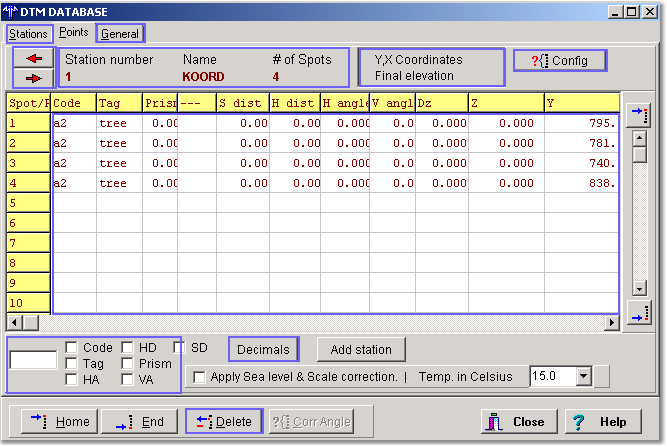 DTM DATABASE
Stations Points General
Station number Name # of Spots
1 KOORD 4
Y,X Coordinates
Final elevation
?{ Config
Spot/F Code Tag Prism --- S dist H dist H angle V angl Dz Z Y
1 a2 tree 0.00 0.00 0.00 0.000 0.0 0.000 0.000 795.
2 a2 tree 0.00 0.00 0.00 0.000 0.0 0.000 0.000 781.
3 a2 tree 0.00 0.00 0.00 0.000 0.0 0.000 0.000 740.
4 a2 tree 0.00 0.00 0.00 0.000 0.0 0.000 0.000 838.
5
6
7
8
9
10
Code HD SD
Tag Prism
HA VA
Decimals Add station
Apply Sea level & Scale correction. | Temp. in Celsius 15.0
Home End Delete ?{ Corr Angle Close ? Help